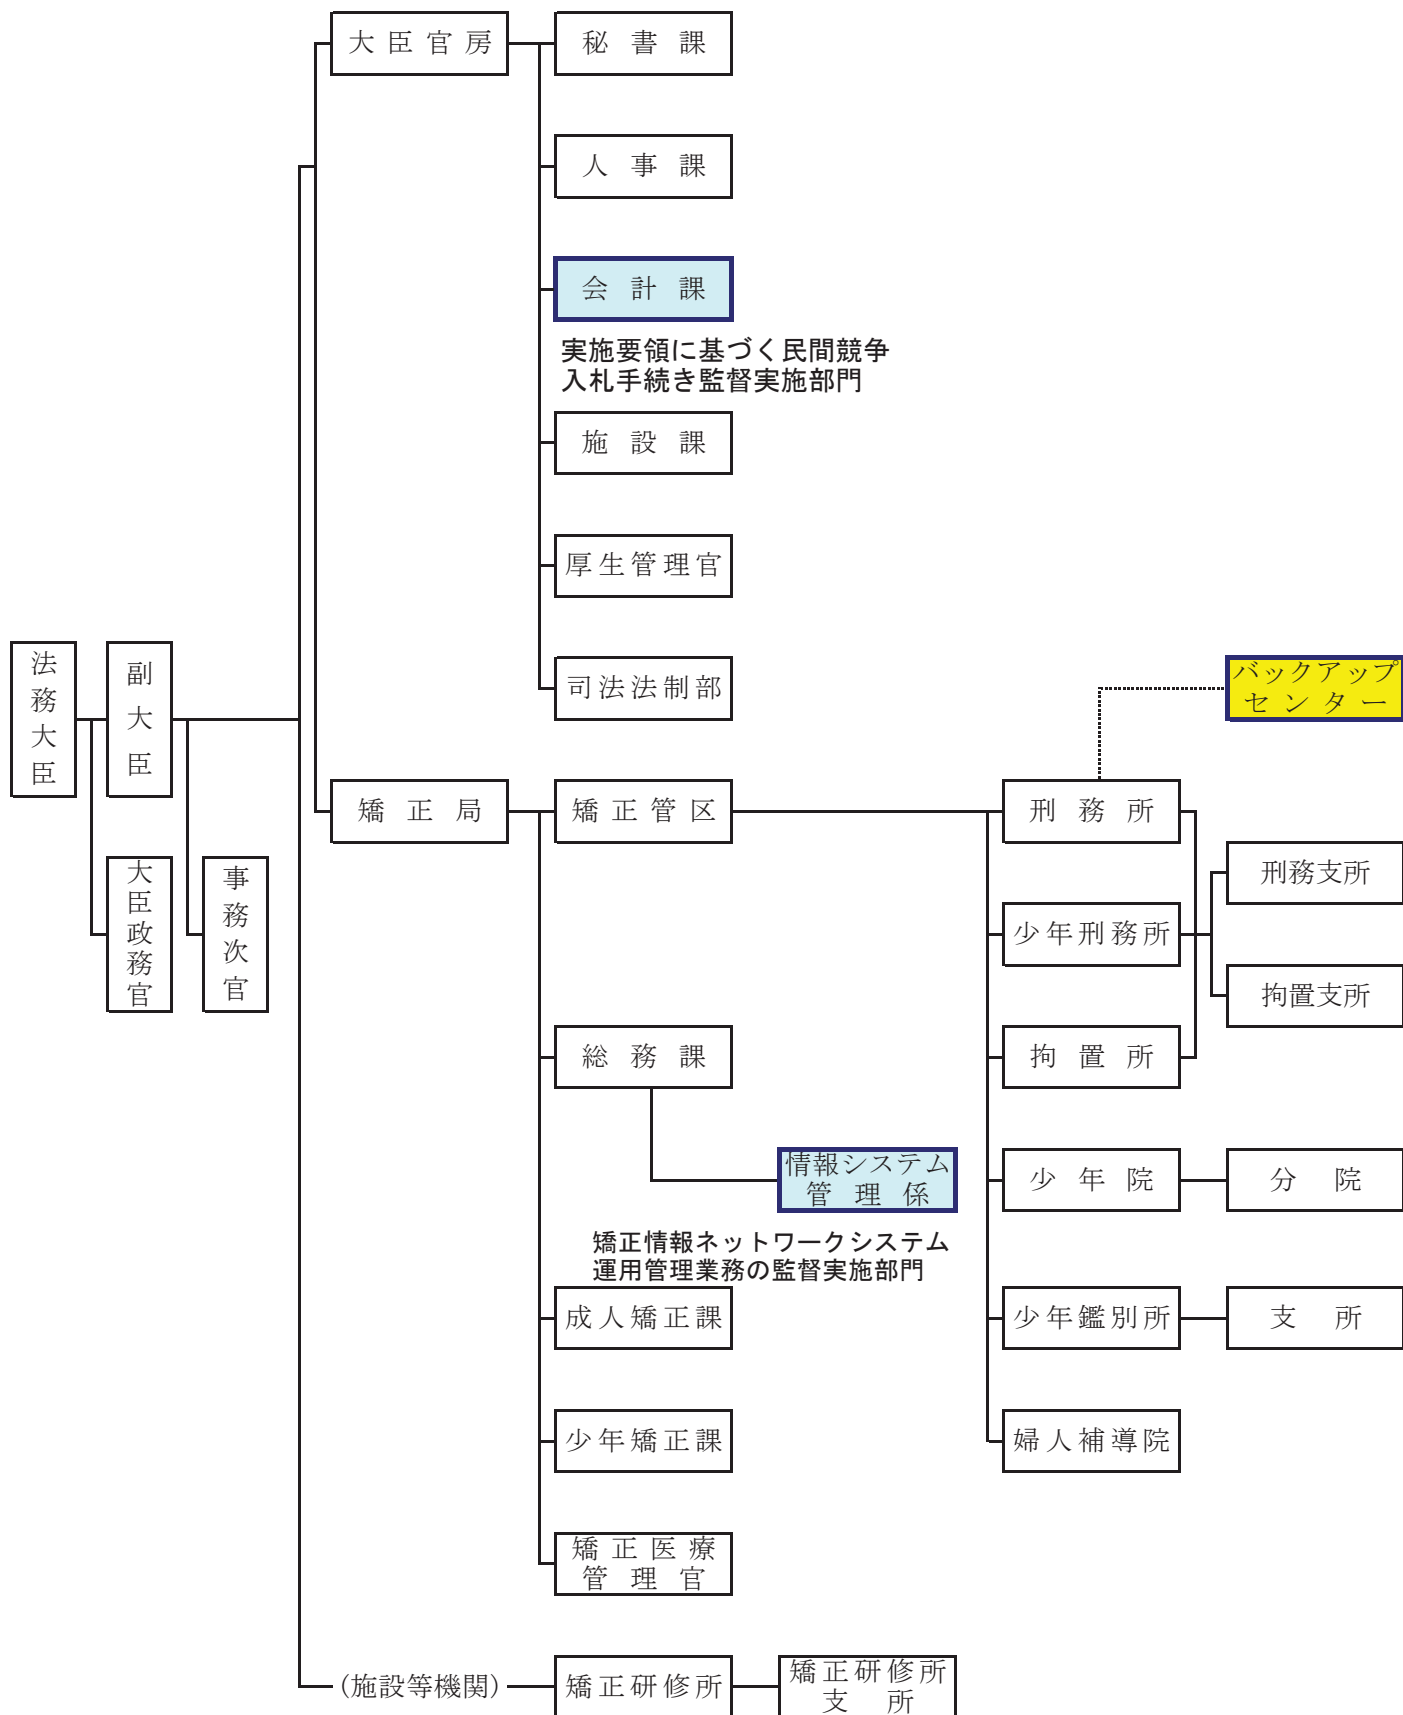 大臣官房
秘書課
人事課
会計課
実施要領に基づく民間競争
入札手続き監督実施部門
施設課
厚生管理官
司法法制部
法務大臣
副大臣
大臣政務官
事務次官
バックアップ
センター
矯正局
矯正管区
刑務所
刑務支所
少年刑務所
拘置支所
総務課
拘置所
情報システム
管理係
少年院
分院
矯正情報ネットワークシステム
運用管理業務の監督実施部門
成人矯正課
少年鑑別所
支所
少年矯正課
婦人補導院
矯正医療
管理官
(施設等機関)
矯正研修所
矯正研修所
支所